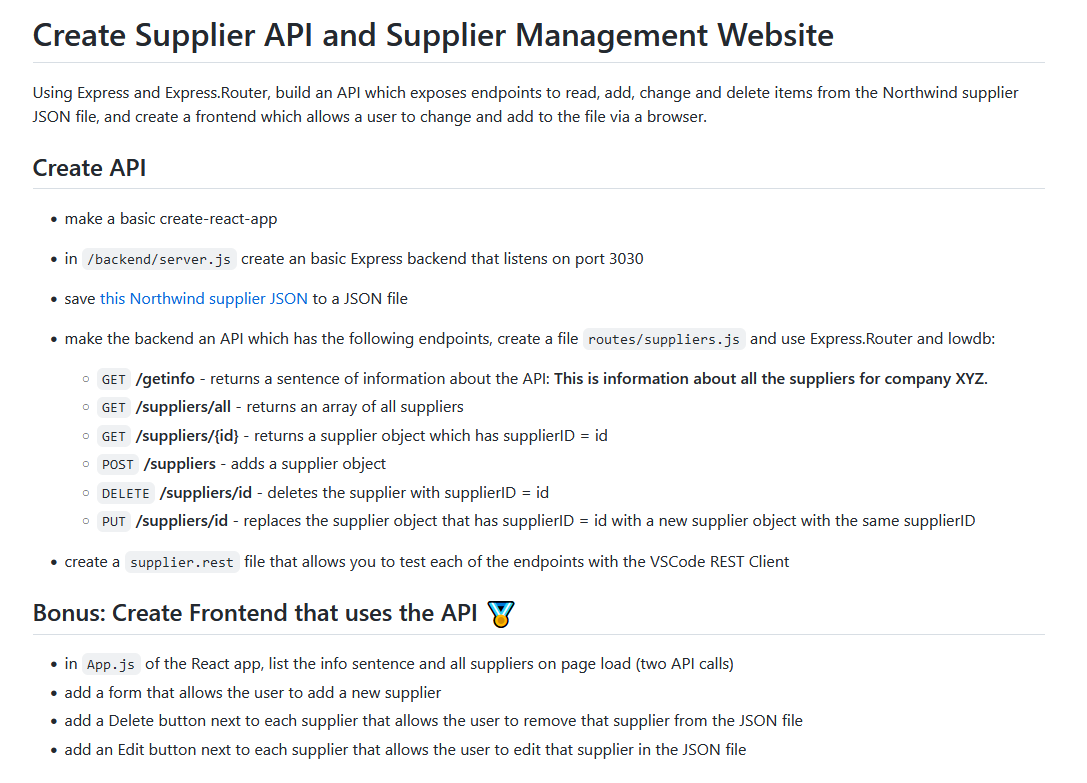 Create Supplier API and Supplier Management Website
Using Express and Express.Router, build an API which exposes endpoints to read, add, change and delete items from the Northwind supplier
JSON file, and create a frontend which allows a user to change and add to the file via a browser.
Create API
• make a basic create-react-app
• in /backend/server.js create an basic Express backend that listens on port 3030
• save this Northwind supplier JSON to a JSON file
• make the backend an API which has the following endpoints, create a file routes/suppliers.js and use Express.Router and lowdb:
○ GET /getinfo - returns a sentence of information about the API: This is information about all the suppliers for company XYZ.
○ GET /suppliers/all - returns an array of all suppliers
○ GET /suppliers/{id} - returns a supplier object which has supplierID = id
○ POST /suppliers - adds a supplier object
○ DELETE /suppliers/id - deletes the supplier with supplierID = id
○ PUT /suppliers/id - replaces the supplier object that has supplierID = id with a new supplier object with the same supplierID
• create a supplier.rest file that allows you to test each of the endpoints with the VSCode REST Client
Bonus: Create Frontend that uses the API
• in App.js of the React app, list the info sentence and all suppliers on page load (two API calls)
• add a form that allows the user to add a new supplier
• add a Delete button next to each supplier that allows the user to remove that supplier from the JSON file
• add an Edit button next to each supplier that allows the user to edit that supplier in the JSON file